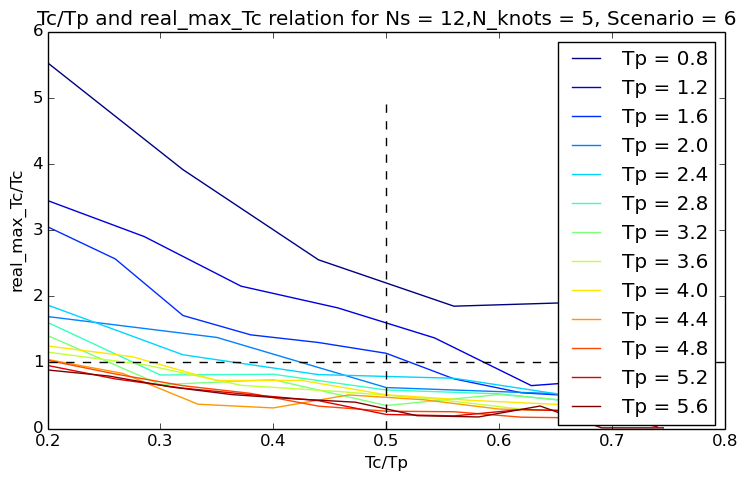 Tc/Tp and real_max_Tc relation for Ns = 12,N_knots = 5, Scenario = 6
6
5
4
3
2
1
0
real_max_Tc/Tc
0.2 0.3 0.4 0.5 0.6 0.7 0.8
Tc/Tp
Tp = 0.8
Tp = 1.2
Tp = 1.6
Tp = 2.0
Tp = 2.4
Tp = 2.8
Tp = 3.2
Tp = 3.6
Tp = 4.0
Tp = 4.4
Tp = 4.8
Tp = 5.2
Tp = 5.6